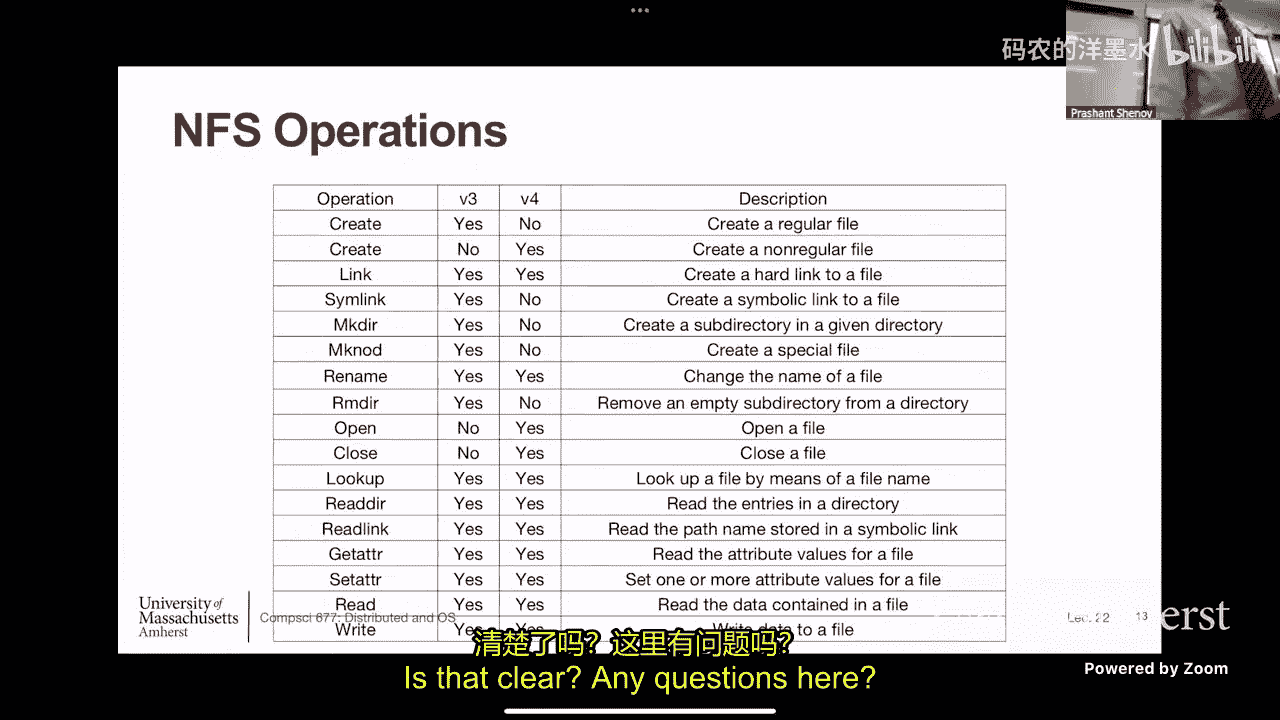 码农的洋墨水 bilibili
Prashant Shenoy
NFS Operations
Operation v3 v4 Description
Create Yes No Create a regular file
Create No Yes Create a nonregular file
Link Yes Yes Create a hard link to a file
Symlink Yes No Create a symbolic link to a file
Mkdir Yes No Create a subdirectory in a given directory
Mknod Yes No Create a special file
Rename Yes Yes Change the name of a file
Rmdir Yes No Remove an empty subdirectory from a directory
Open No Yes Open a file
Close No Yes Close a file
Lookup Yes Yes Look up a file by means of a file name
Readdir Yes Yes Read the entries in a directory
Readlink Yes Yes Read the path name stored in a symbolic link
Getattr Yes Yes Read the attribute values for a file
Setattr Yes Yes Set one or more attribute values for a file
Read Yes Yes Read the data contained in a file
Write Yes Yes Write data to a file
University of
Massachusetts
Amherst
Compsci 677: Distributed and OS
Lec. 22 13
erst
清楚了吗？这里有问题吗？
Is that clear? Any questions here?
Powered by Zoom